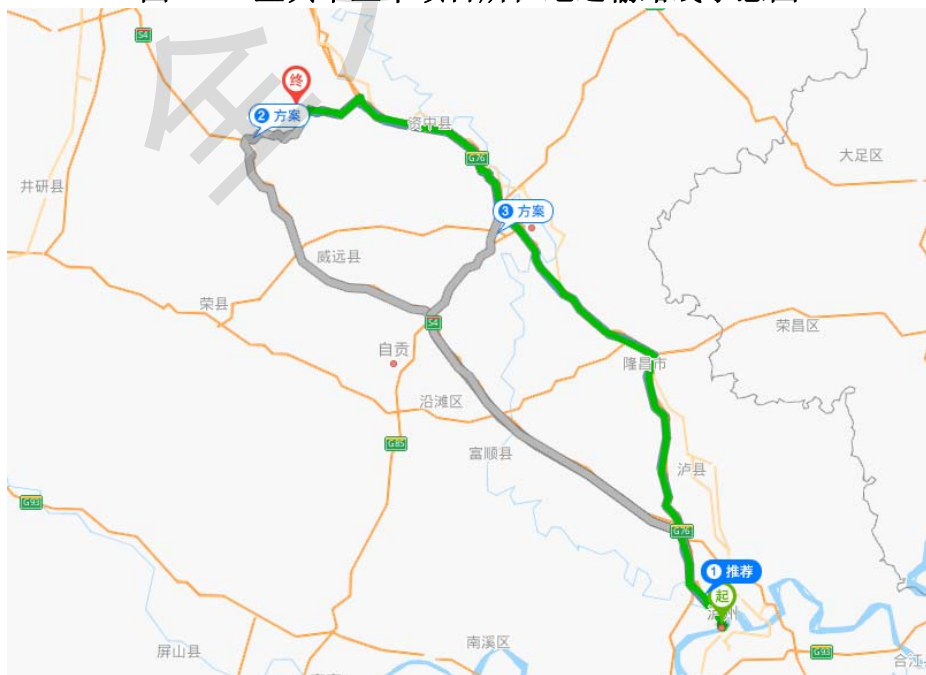 S4
终
2 方案
资中县
G76
大足区
井研县
3 方案
威远县
荣县
S4
荣昌区
自贡
隆昌市
沿滩区
G85
富顺县
泸县
G93
G76
1 推荐
起
泸州
南溪区
屏山县
G93
合江